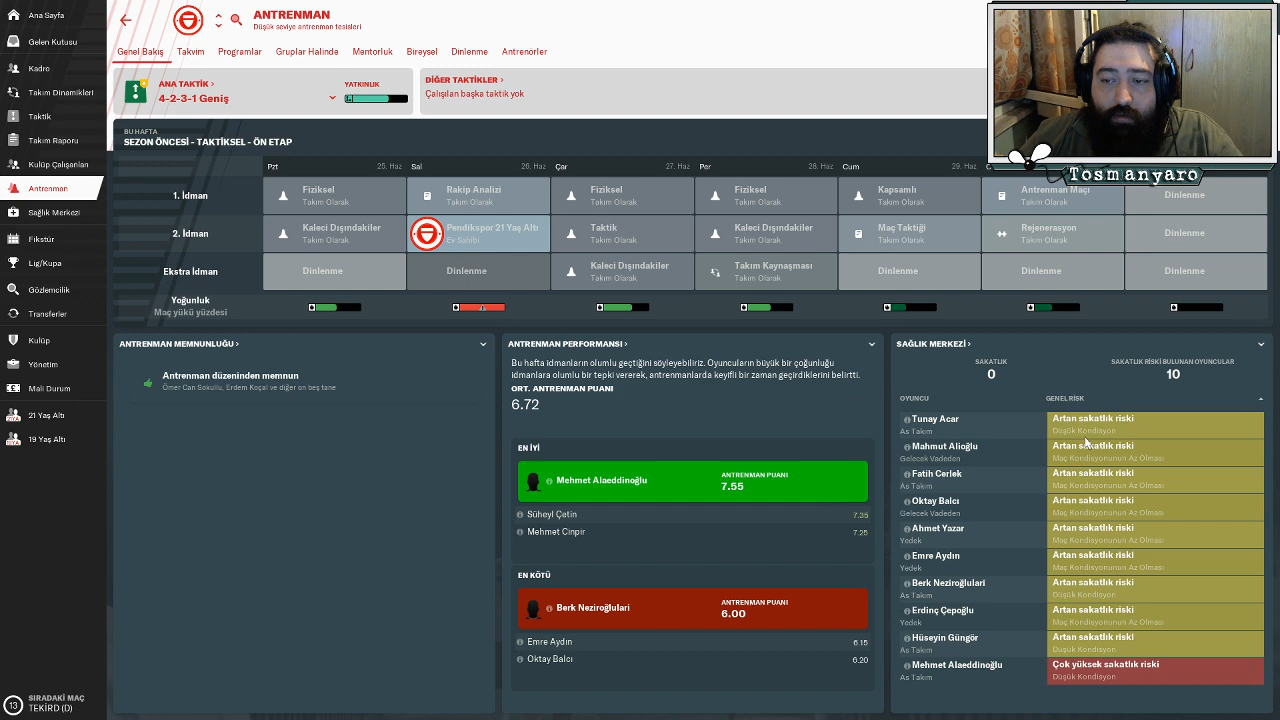 Ana Sayfa
Gelen Kutusu
Kadro
Takım Dinamikleri
Taktik
Takım Raporu
Kulüp Çalışanları
Antrenman
Sağlık Merkezi
Fikstür
Lig/Kupa
Gözlemcilik
Transferler
Kulüp
Yönetim
Mali Durum
21 Yaş Altı
19 Yaş Altı
13
SIRADAKİ MAÇ
TEKİRD (D)
ANTRENMAN
Düşük seviye antrenman tesisleri
Genel Bakış Takvim Programlar Gruplar Halinde Mentorluk Bireysel Dinlenme Antrenörler
ANA TAKTİK >
4-2-3-1 Geniş
YATKINLIK
DİĞER TAKTİKLER >
Çalışılan başka taktik yok
Tosmanyaro
BU HAFTA
SEZON ÖNCESİ - TAKTİKSEL - ÖN ETAP
Pzt 25. Haz Sal 26. Haz Çar 27. Haz Per 28. Haz Cum 29. Haz
1. İdman
Fiziksel Rakip Analizi Fiziksel Fiziksel Kapsamlı Antrenman Maçı Dinlenme
Takım Olarak Takım Olarak Takım Olarak Takım Olarak Takım Olarak Takım Olarak
2. İdman
Kaleci Dışındakiler Pendikspor 21 Yaş Altı Taktik Kaleci Dışındakiler Maç Taktiği Rejenerasyon Dinlenme
Takım Olarak Ev Sahibi Takım Olarak Takım Olarak Takım Olarak Takım Olarak
Ekstra İdman
Dinlenme Dinlenme Kaleci Dışındakiler Takım Kaynaşması Dinlenme Dinlenme Dinlenme
Takım Olarak Takım Olarak
Yoğunluk
Maç yükü yüzdesi
ANTRENMAN MEMNUNLUĞU >
Antrenman düzeninden memnun
Ömer Can Sokullu, Erdem Koçal ve diğer on beş tane
ANTRENMAN PERFORMANSI >
Bu hafta idmanların olumlu geçtiğini söyleyebiliriz. Oyuncuların büyük bir çoğunluğu
idmanlara olumlu bir tepki vererek, antrenmanlarda keyifli bir zaman geçirdiklerini belirtti.
ORT. ANTRENMAN PUANI
6.72
EN İYİ
Mehmet Alaeddinoğlu
ANTRENMAN PUANI
7.55
Süheyl Çetin 7.35
Mehmet Cinpir 7.25
EN KÖTÜ
Berk Neziroğlulari
ANTRENMAN PUANI
6.00
Emre Aydın 6.15
Oktay Balcı 6.20
SAĞLIK MERKEZİ >
SAKATLIK
0
SAKATLIK RİSKİ BULUNAN OYUNCULAR
10
OYUNCU GENEL RİSK
Tunay Acar Artan sakatlık riski
As Takım Düşük Kondisyon
Mahmut Alioğlu Artan sakatlık riski
Gelecek Vadeden Maç Kondisyonunun Az Olması
Fatih Cerlek Artan sakatlık riski
As Takım Maç Kondisyonunun Az Olması
Oktay Balcı Artan sakatlık riski
Gelecek Vadeden Maç Kondisyonunun Az Olması
Ahmet Yazar Artan sakatlık riski
Yedek Maç Kondisyonunun Az Olması
Emre Aydın Artan sakatlık riski
Yedek Maç Kondisyonunun Az Olması
Berk Neziroğlulari Artan sakatlık riski
As Takım Düşük Kondisyon
Erdinç Çepoğlu Artan sakatlık riski
Yedek Maç Kondisyonunun Az Olması
Hüseyin Güngör Artan sakatlık riski
As Takım Düşük Kondisyon
Mehmet Alaeddinoğlu Çok yüksek sakatlık riski
As Takım Düşük Kondisyon